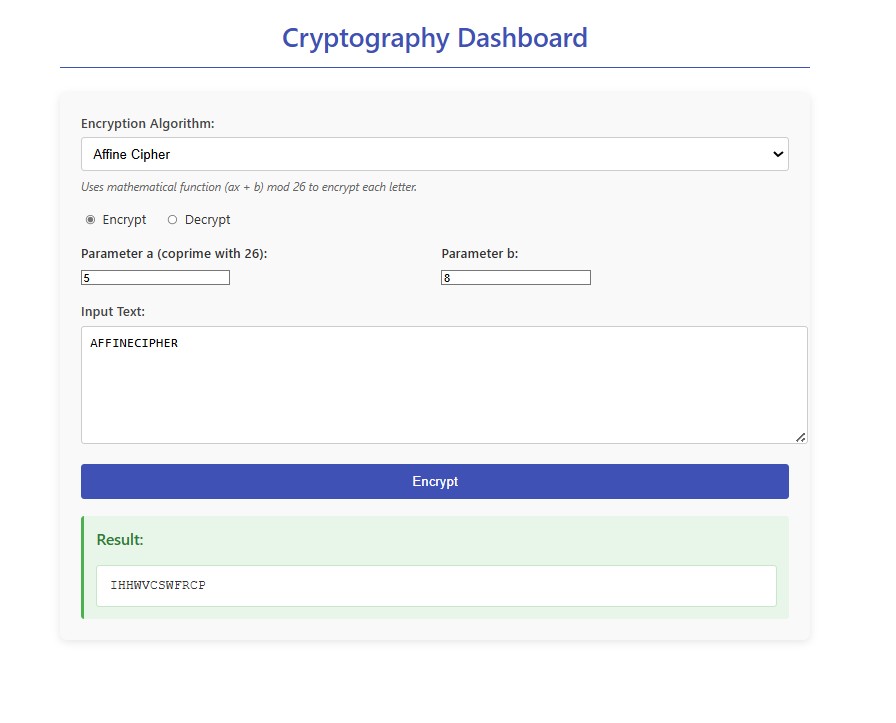 Cryptography Dashboard
Encryption Algorithm:
Affine Cipher
Uses mathematical function (ax + b) mod 26 to encrypt each letter.
Encrypt Decrypt
Parameter a (coprime with 26): Parameter b:
5 8
Input Text:
AFFINECIPHER
Encrypt
Result:
IHHWVCSWFRCP